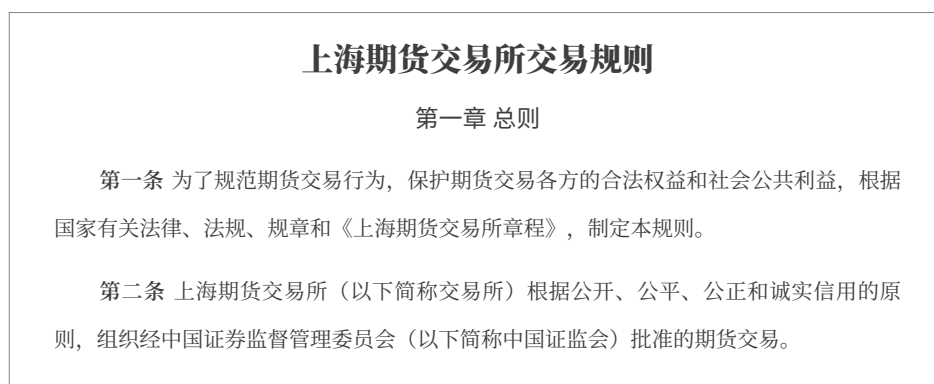 上海期货交易所交易规则
第一章 总则
第一条 为了规范期货交易行为，保护期货交易各方的合法权益和社会公共利益，根据
国家有关法律、法规、规章和《上海期货交易所章程》，制定本规则。
第二条 上海期货交易所（以下简称交易所）根据公开、公平、公正和诚实信用的原
则，组织经中国证券监督管理委员会（以下简称中国证监会）批准的期货交易。